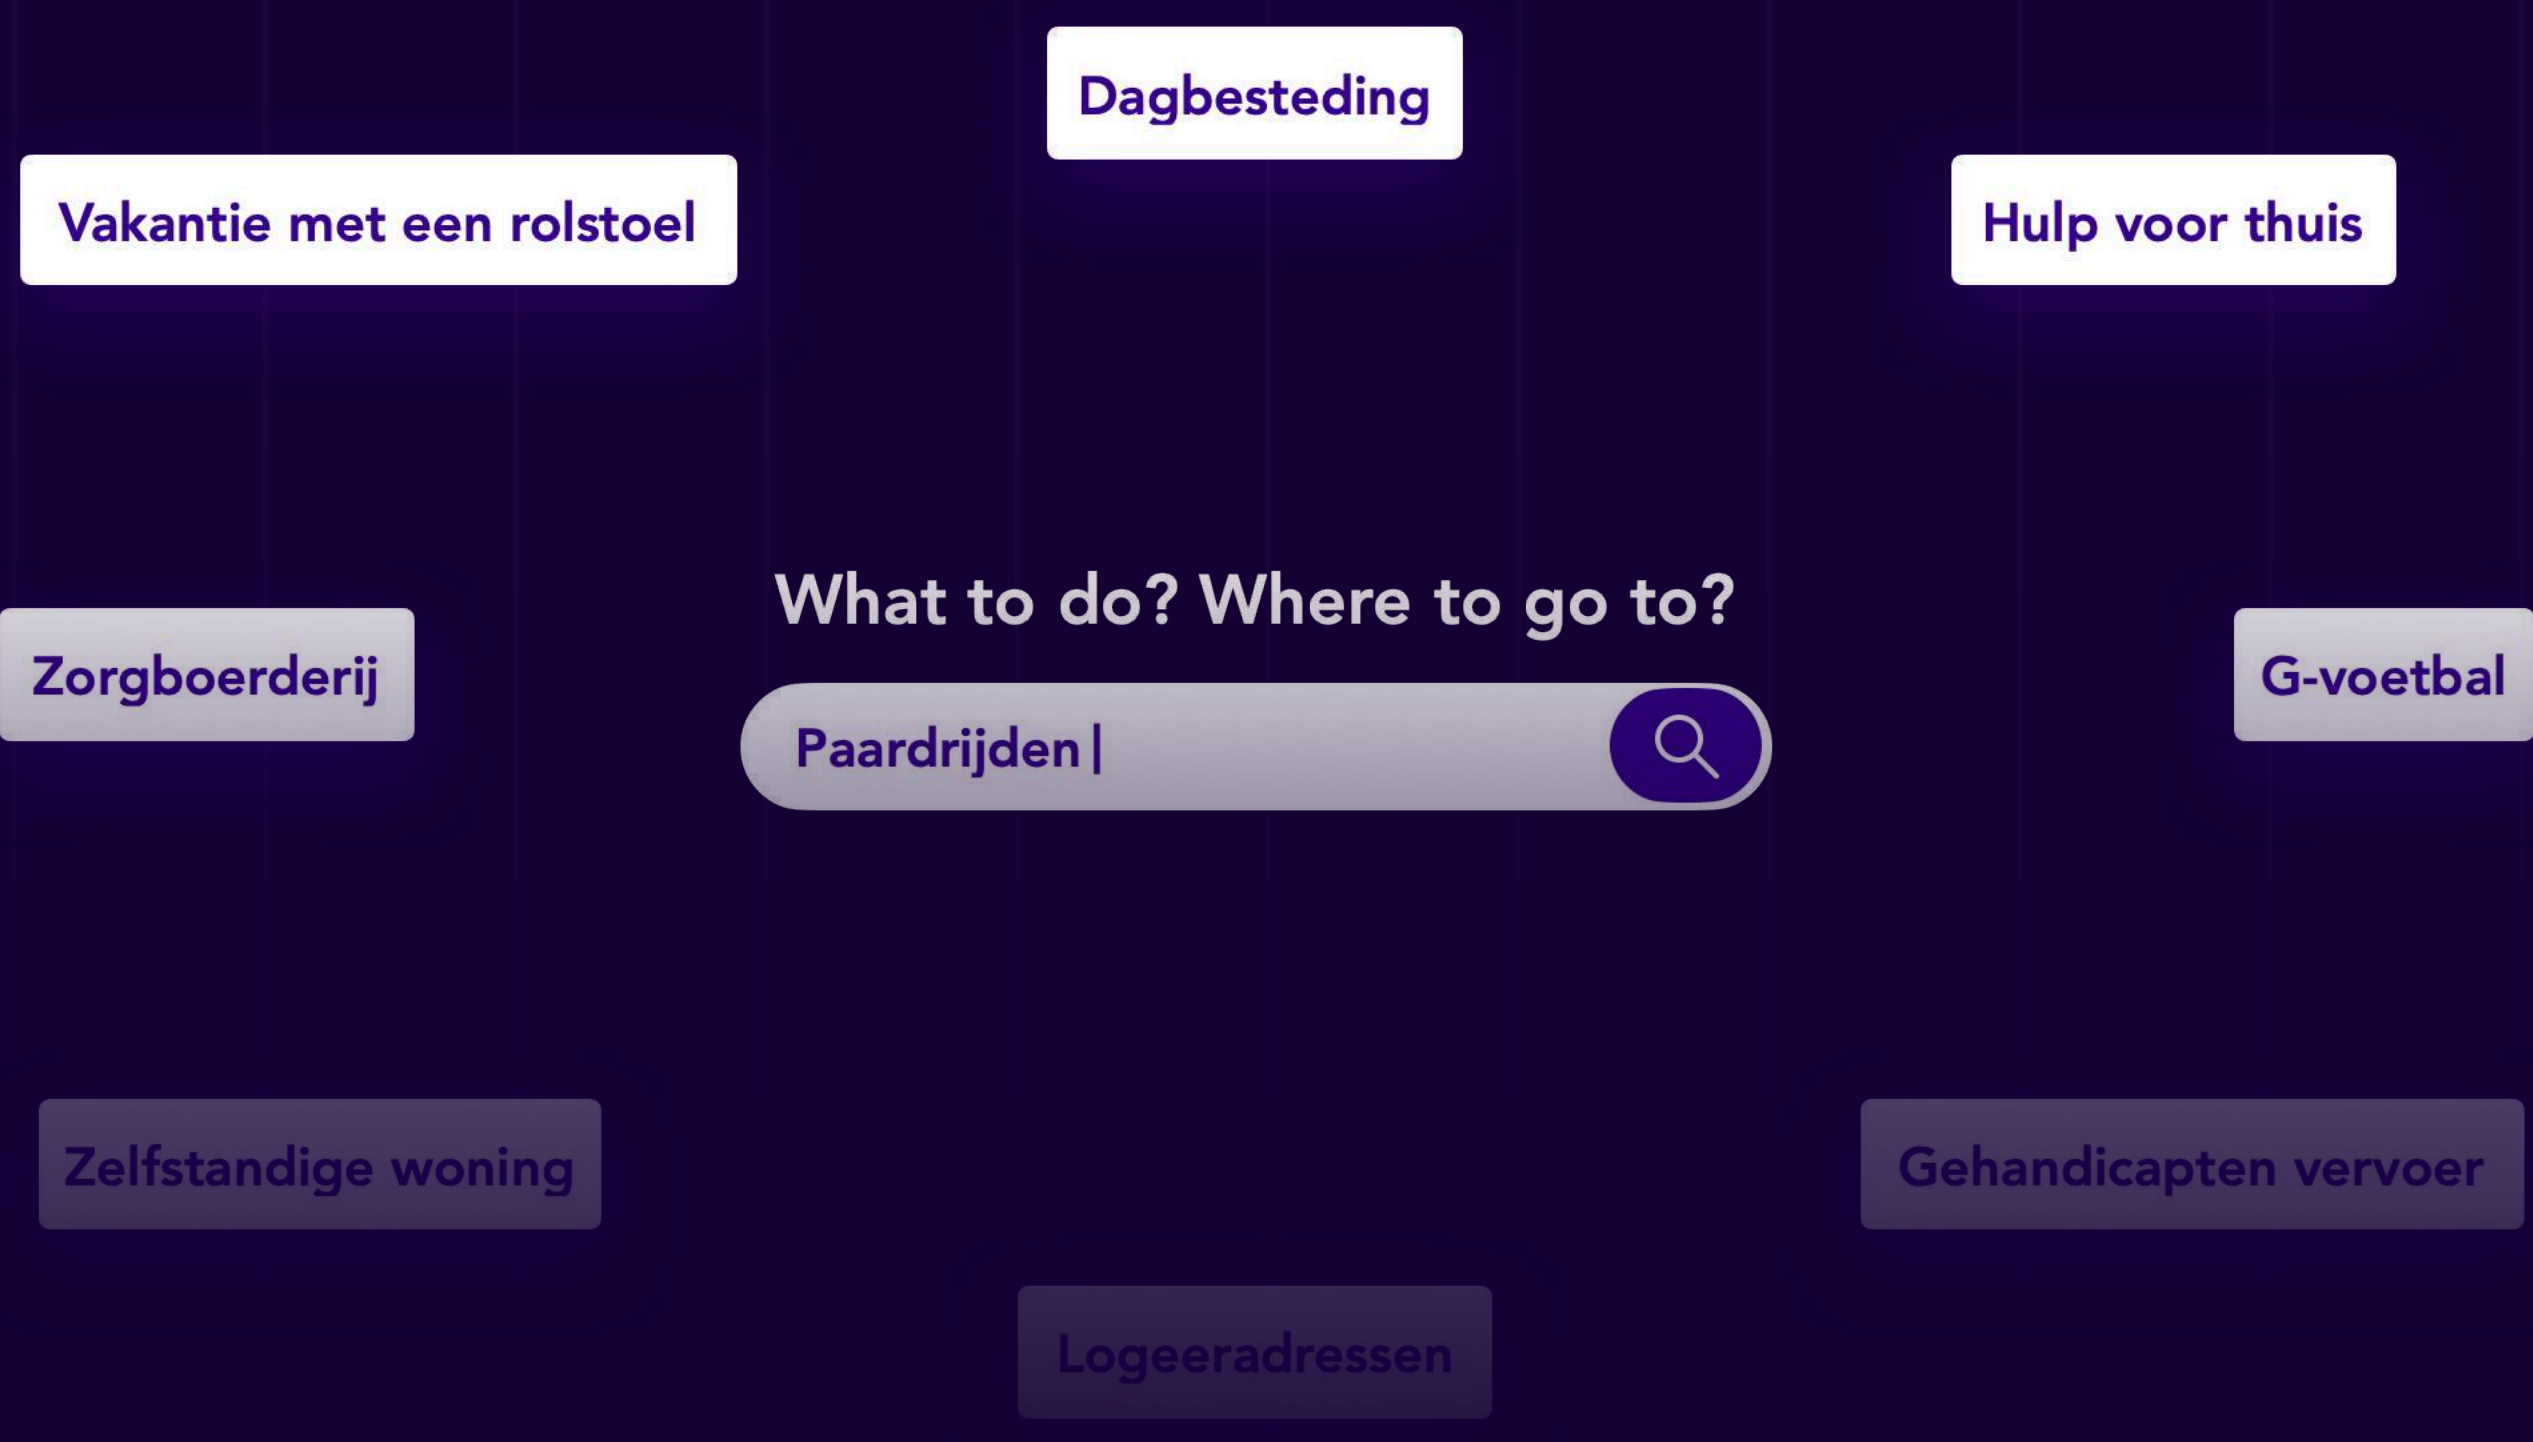 Dagbesteding
Vakantie met een rolstoel
Hulp voor thuis
What to do? Where to go to?
Zorgboerderij
G-voetbal
Paardrijden
Zelfstandige woning
Gehandicapten vervoer
Logeeradressen